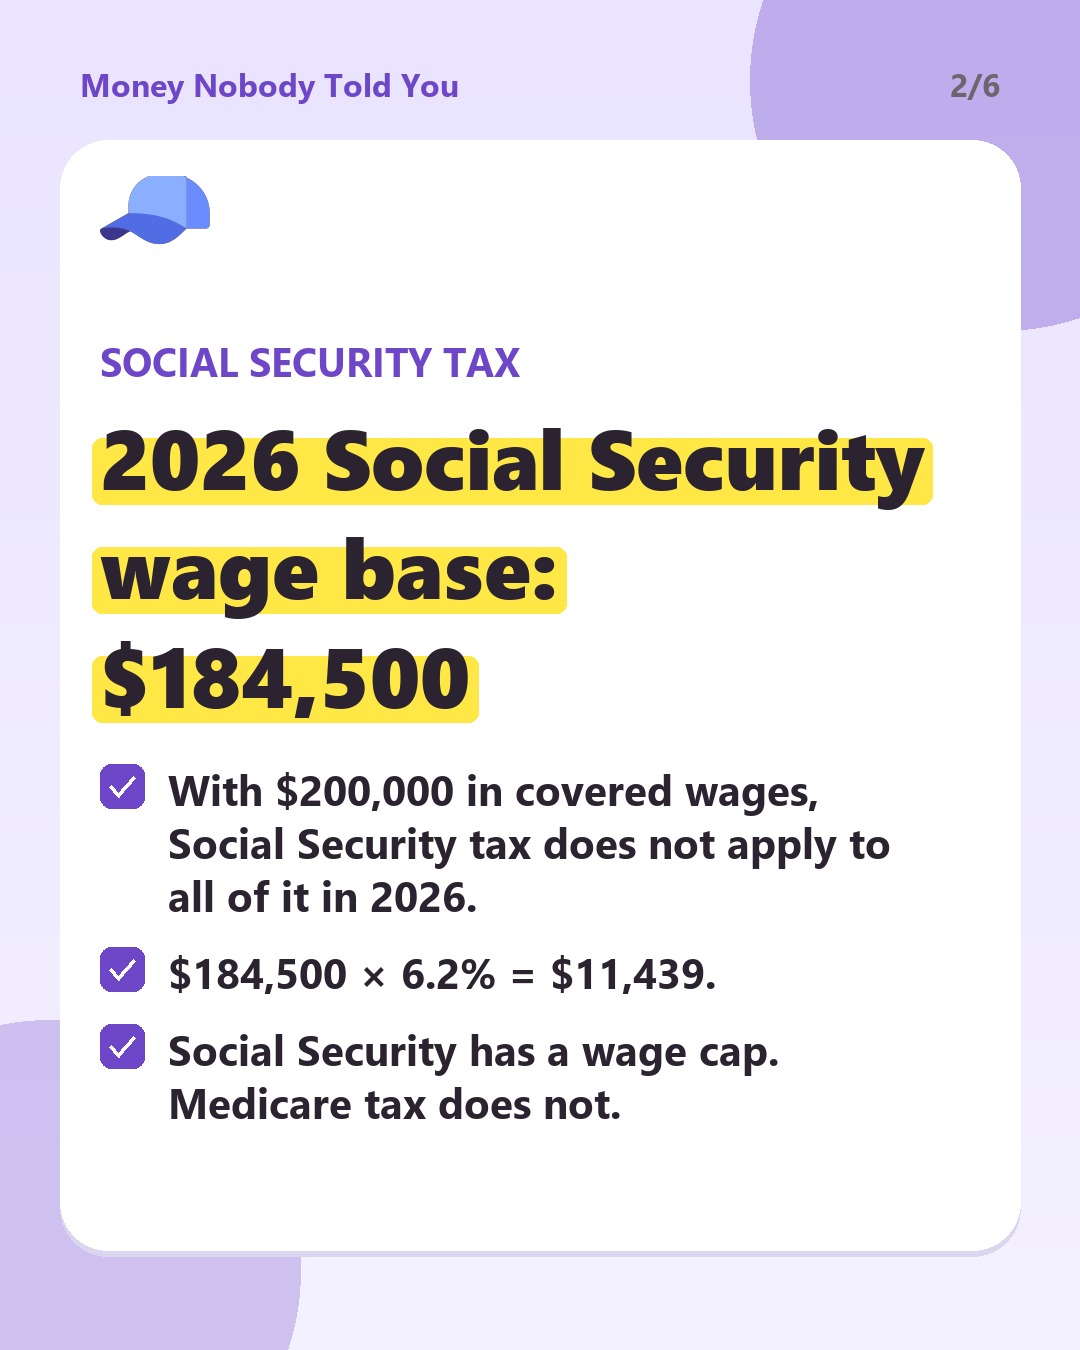 Money Nobody Told You
2/6
SOCIAL SECURITY TAX
2026 Social Security
wage base:
$184,500
With $200,000 in covered wages,
Social Security tax does not apply to
all of it in 2026.
$184,500 × 6.2% = $11,439.
Social Security has a wage cap.
Medicare tax does not.